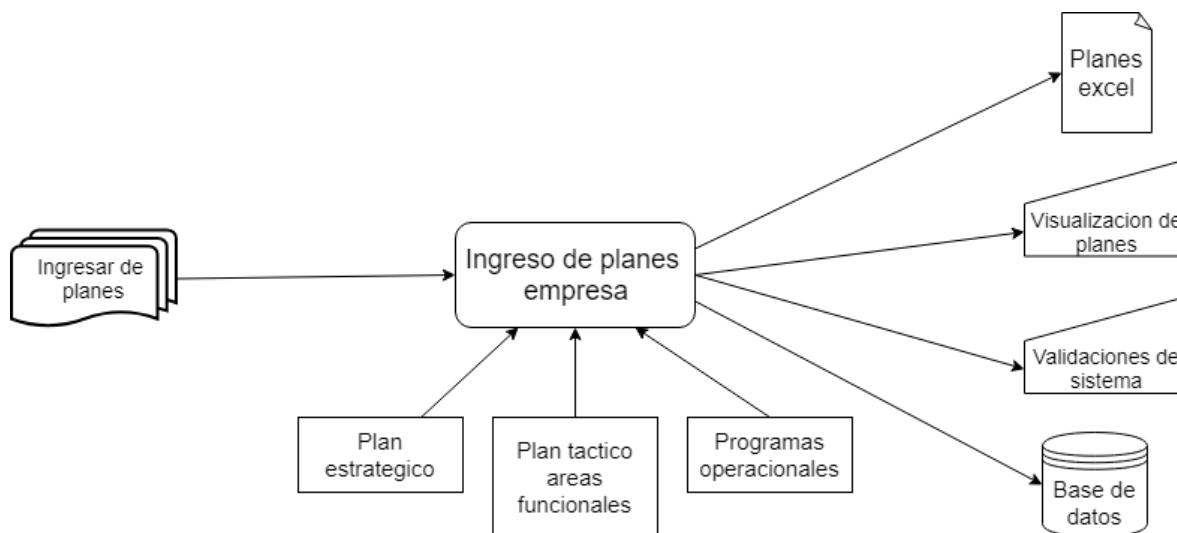 Planes
excel
Visualizacion de
planes
Ingresar de
planes
Ingreso de planes
empresa
Validaciones de
sistema
Plan
estrategico
Plan tactico
areas
funcionales
Programas
operacionales
Base de
datos